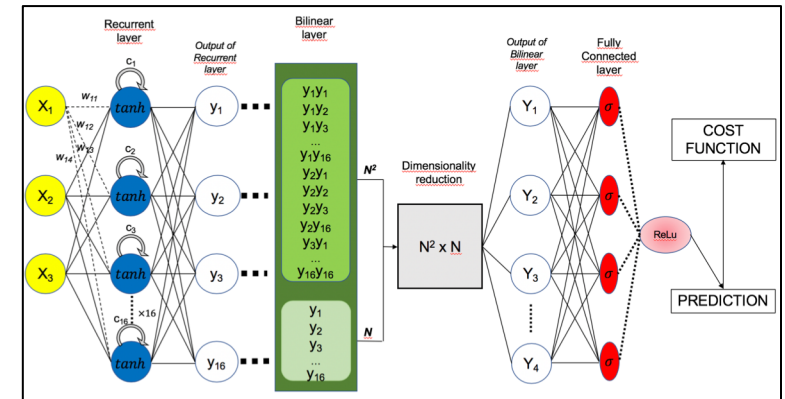 Recurrent
layer
Bilinear
layer
Output of
Recurrent
layer
Output of
Bilinear
layer
Fully
Connected
layer
X1
X2
X3
w11
w12
w13
w14
c1
tanh
c2
tanh
c3
tanh
×16
c16
tanh
y1
y2
y3
y16
y1y1
y1y2
y1y3
...
y1y16
y2y1
y2y2
y2y3
y2y16
y3y1
...
y16y16
y1
y2
y3
...
y16
N2
N
Dimensionality
reduction
N2 x N
Y1
Y2
Y3
Y4
σ
σ
σ
σ
ReLu
COST
FUNCTION
PREDICTION